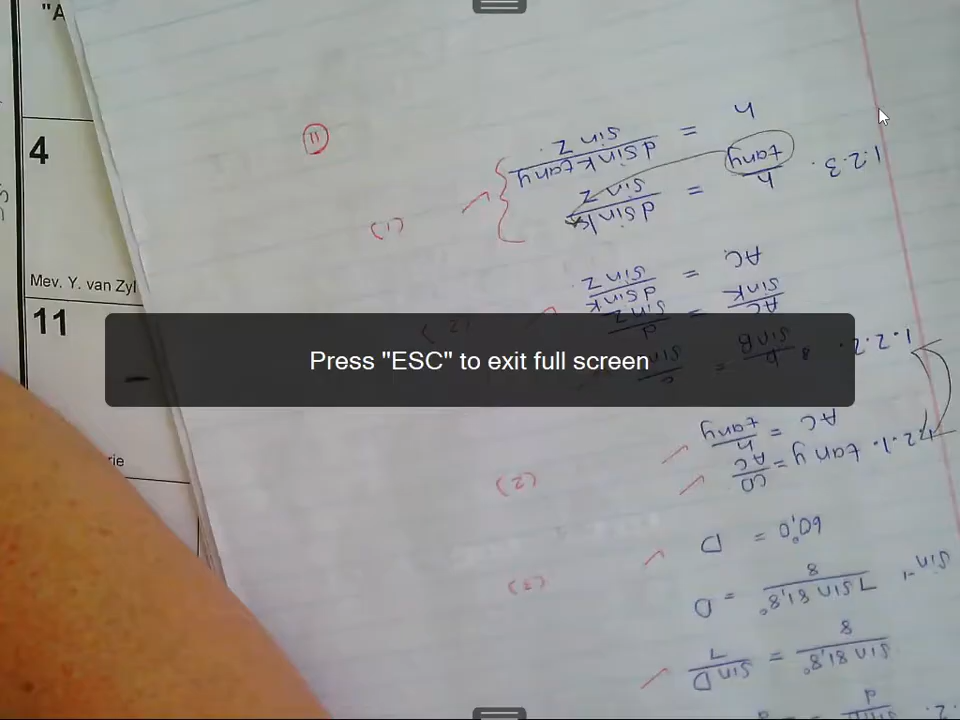 "A
4
Mev. Y. van Zyl
11
rie
Press "ESC" to exit full screen
sin 81,8° / 8 = sin D / 7
sin⁻¹ 7 sin 81,8° / 8 = D
60,0° = D (3)
1.2.1. tan y = CD / AC
AC = h / tan y (2)
1.2.2. b / sin B =
AC / sin k = d / sin z (2)
AC = d sin k / sin z
1.2.3. h / tan y = d sin k / sin z
h = d sin k tan y / sin z (1)
11